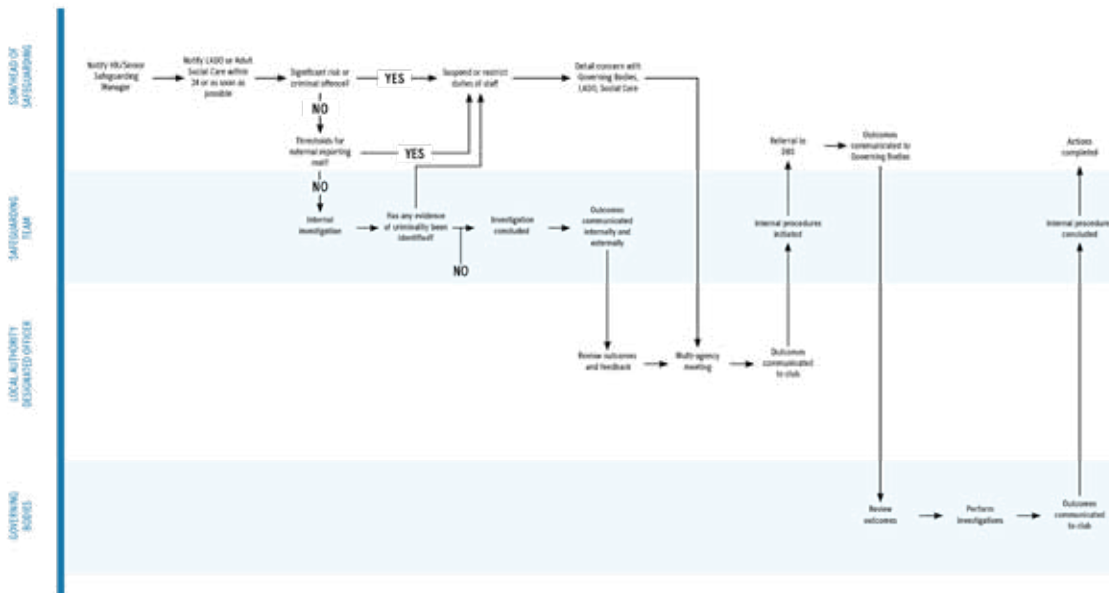 SSM/HEAD OF
SAFEGUARDING
Notify HR/Senior
Safeguarding
Manager
Notify LADO or Adult
Social Care within
24 or as soon as
possible
Significant risk or
criminal offence?
YES
Suspend or restrict
duties of staff
Detail concern with
Governing Bodies,
LADO, Social Care
NO
Thresholds for
external reporting
met?
YES
Referral to
DBS
Outcomes
communicated to
Governing Bodies
Actions
completed
SAFEGUARDING
TEAM
NO
Internal
investigation
Has any evidence
of criminality been
identified?
NO
Investigation
concluded
Outcomes
communicated
internally and
externally
Internal procedures
initiated
Internal procedures
concluded
LOCAL AUTHORITY
DESIGNATED OFFICER
Review outcomes
and feedback
Multi-agency
meeting
Outcomes
communicated
to club
GOVERNING
BODIES
Review
outcomes
Perform
investigations
Outcomes
communicated
to club